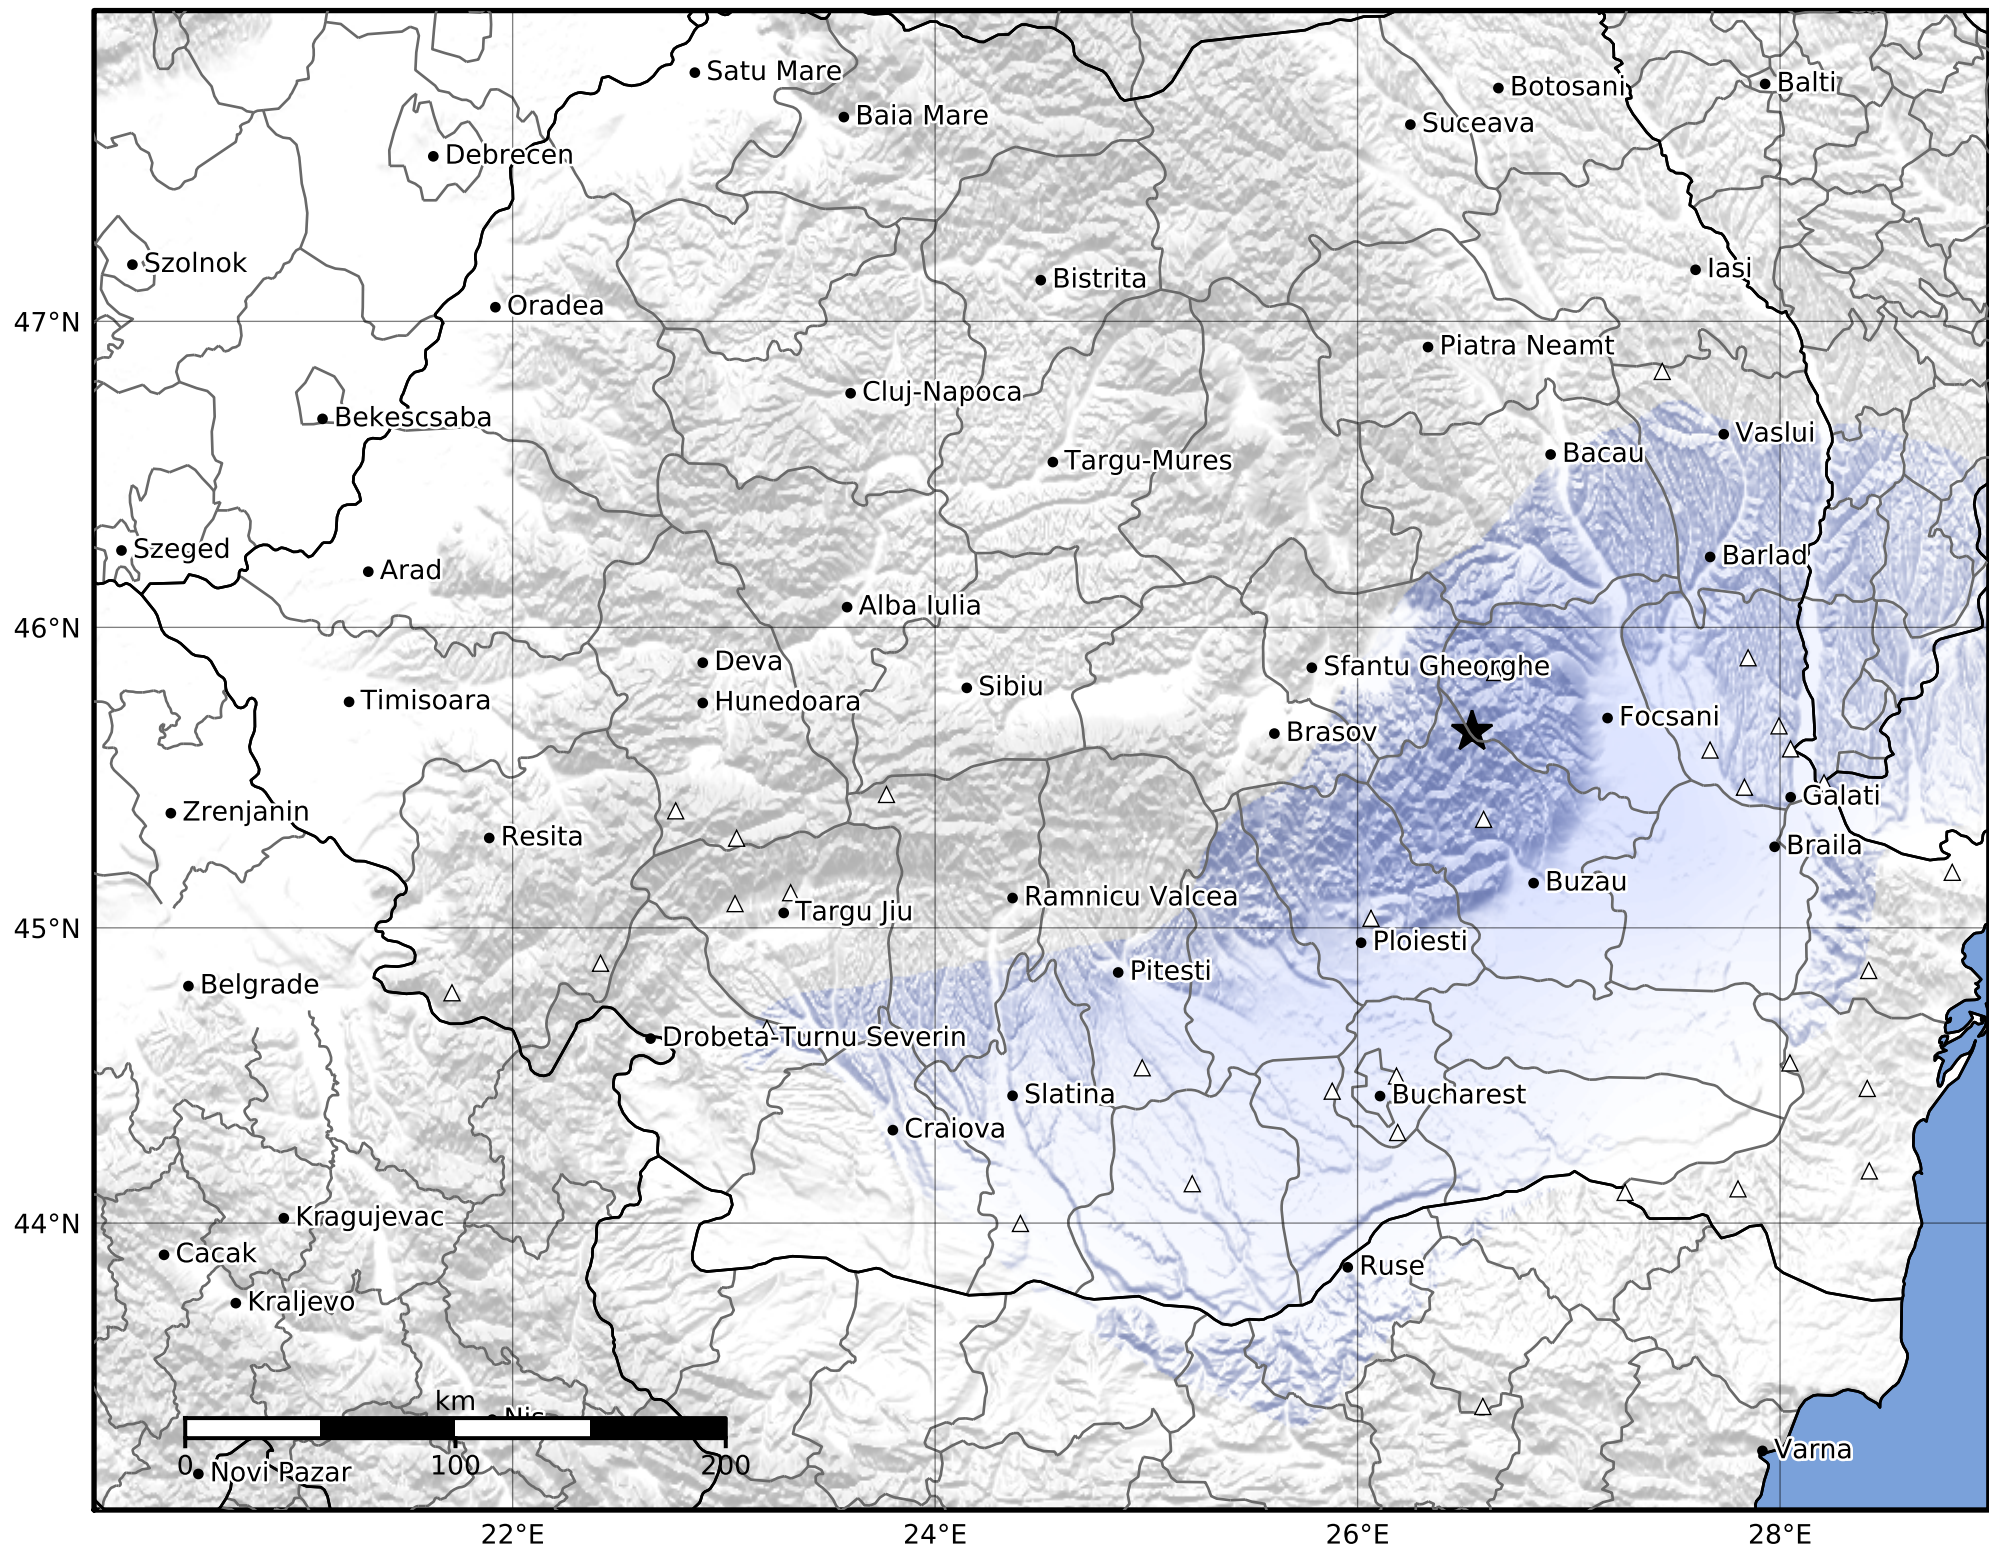 Satu Mare
Botosani
Balti
Baia Mare
Suceava
Debrecen
Szolnok
Iasi
Bistrita
Oradea
47°N
Piatra Neamt
Cluj-Napoca
Bekescsaba
Vaslui
Bacau
Targu-Mures
Szeged
Barlad
Arad
Alba Iulia
46°N
Deva
Sfantu Gheorghe
Sibiu
Timisoara
Hunedoara
Focsani
Brasov
Galati
Zrenjanin
Resita
Braila
Buzau
Ramnicu Valcea
Targu Jiu
45°N
Ploiesti
Pitesti
Belgrade
Drobeta-Turnu Severin
Slatina
Bucharest
Craiova
Kragujevac
44°N
Cacak
Ruse
Kraljevo
km
Nis
0 100 200
Novi Pazar
Varna
22°E 24°E 26°E 28°E